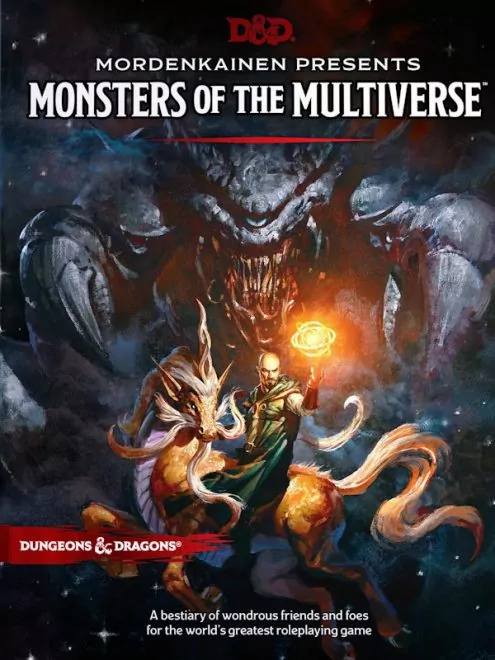 D&D®
MORDENKAINEN PRESENTS
MONSTERS OF THE MULTIVERSE™
DUNGEONS & DRAGONS®
A bestiary of wondrous friends and foes
for the world's greatest roleplaying game